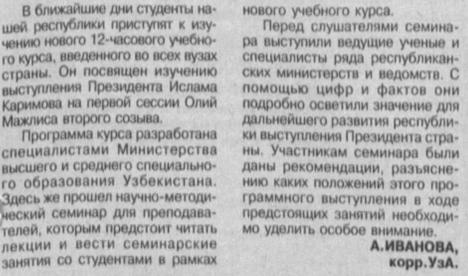 В ближайшие дни студенты на-
шей республики приступят к изу-
чению нового 12-часового учебно-
го курса, введенного во всех вузах
страны. Он посвящен изучению
выступления Президента Ислама
Каримова на первой сессии Олий
Мажлиса второго созыва.
Программа курса разработана
специалистами Министерства
высшего и среднего специально-
го образования Узбекистана.
Здесь же прошел научно-методи-
ческий семинар для преподава-
телей, которым предстоит читать
лекции и вести семинарские
занятия со студентами в рамках
нового учебного курса.
Перед слушателями семина-
ра выступили ведущие ученые и
специалисты ряда республикан-
ских министерств и ведомств. С
помощью цифр и фактов они
подробно осветили значение для
дальнейшего развития республи-
ки выступления Президента стра-
ны. Участникам семинара были
даны рекомендации, разъясне-
нию каких положений этого про-
граммного выступления в ходе
предстоящих занятий необходи-
мо уделить особое внимание.
А.ИВАНОВА,
корр.УзА.